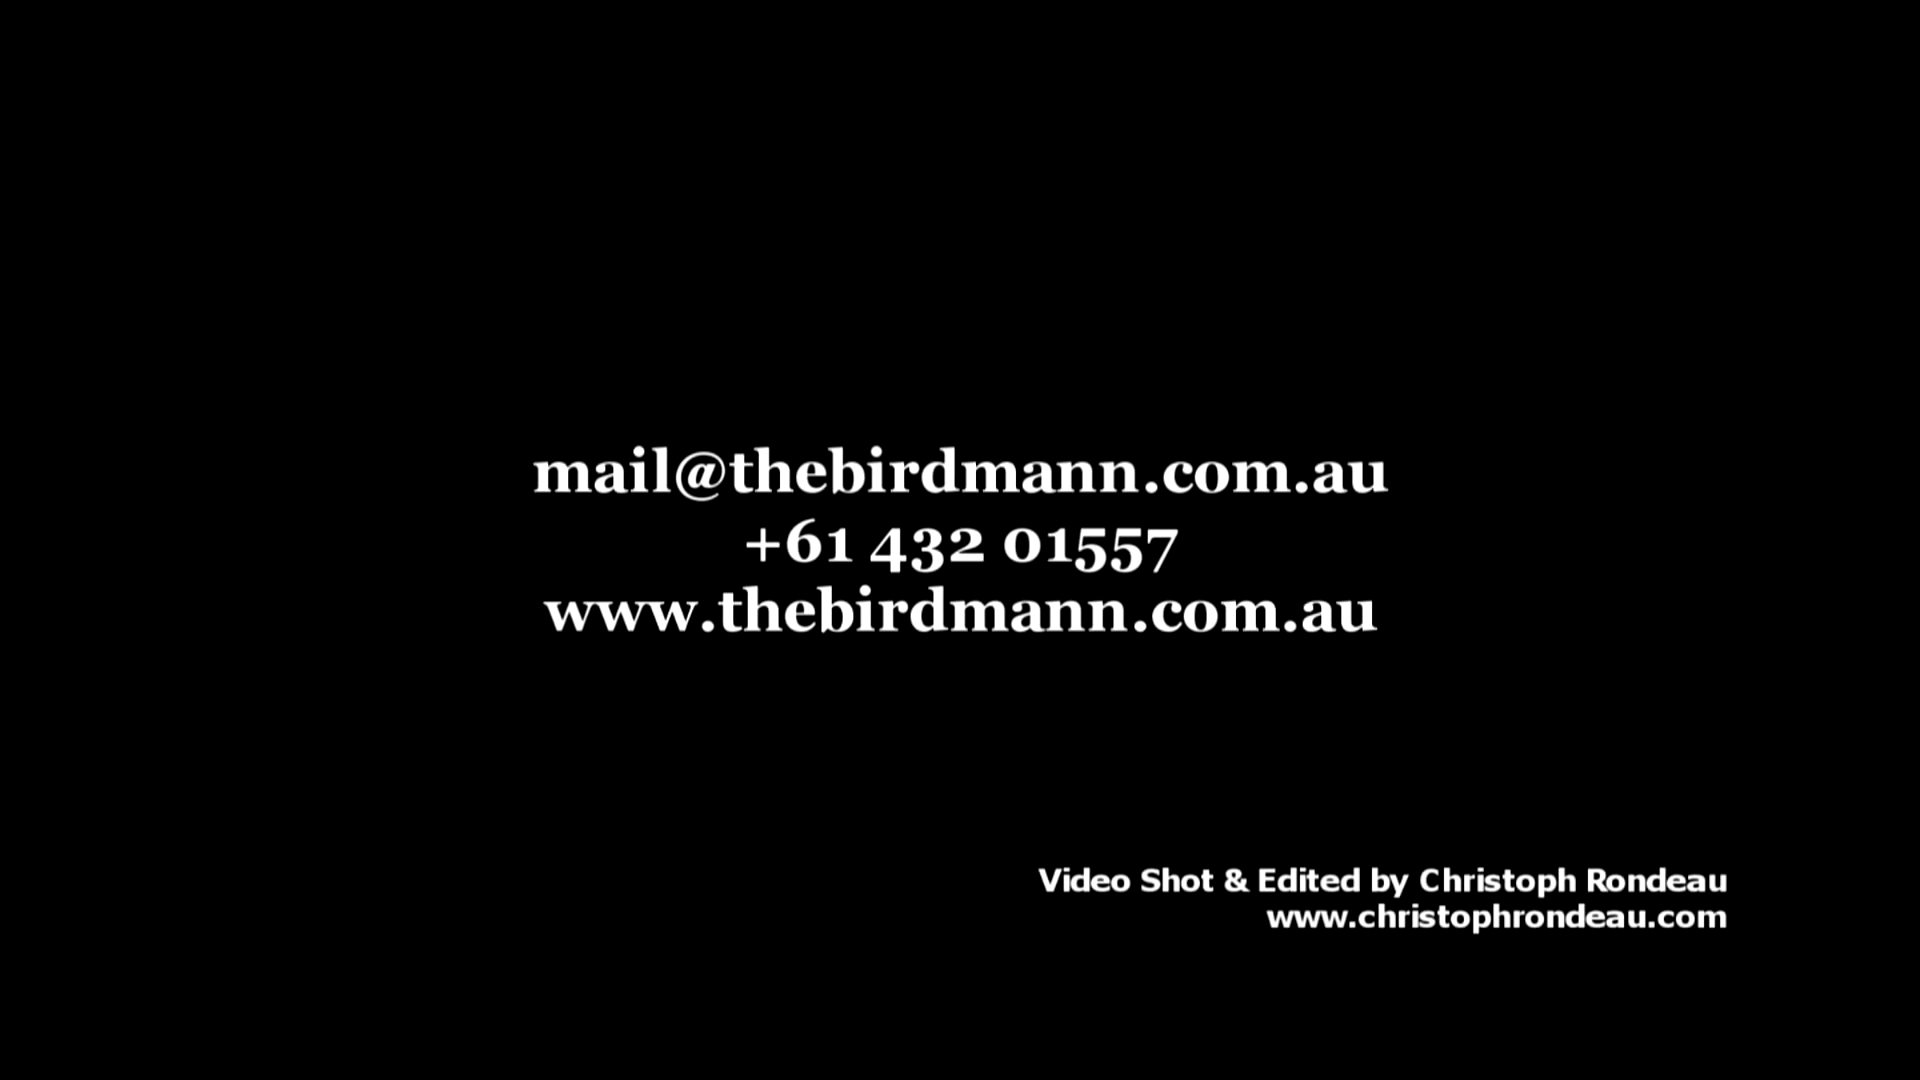 mail@thebirdmann.com.au
+61 432 01557
www.thebirdmann.com.au
Video Shot & Edited by Christoph Rondeau
www.christophrondeau.com